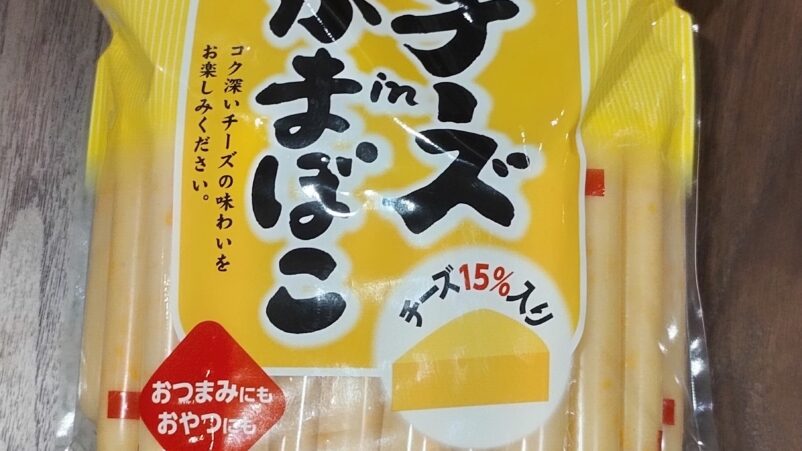 チーズ
in
かまぼこ
コク深いチーズの味わいを
お楽しみください。
チーズ15%入り
おつまみにも
おやつにも